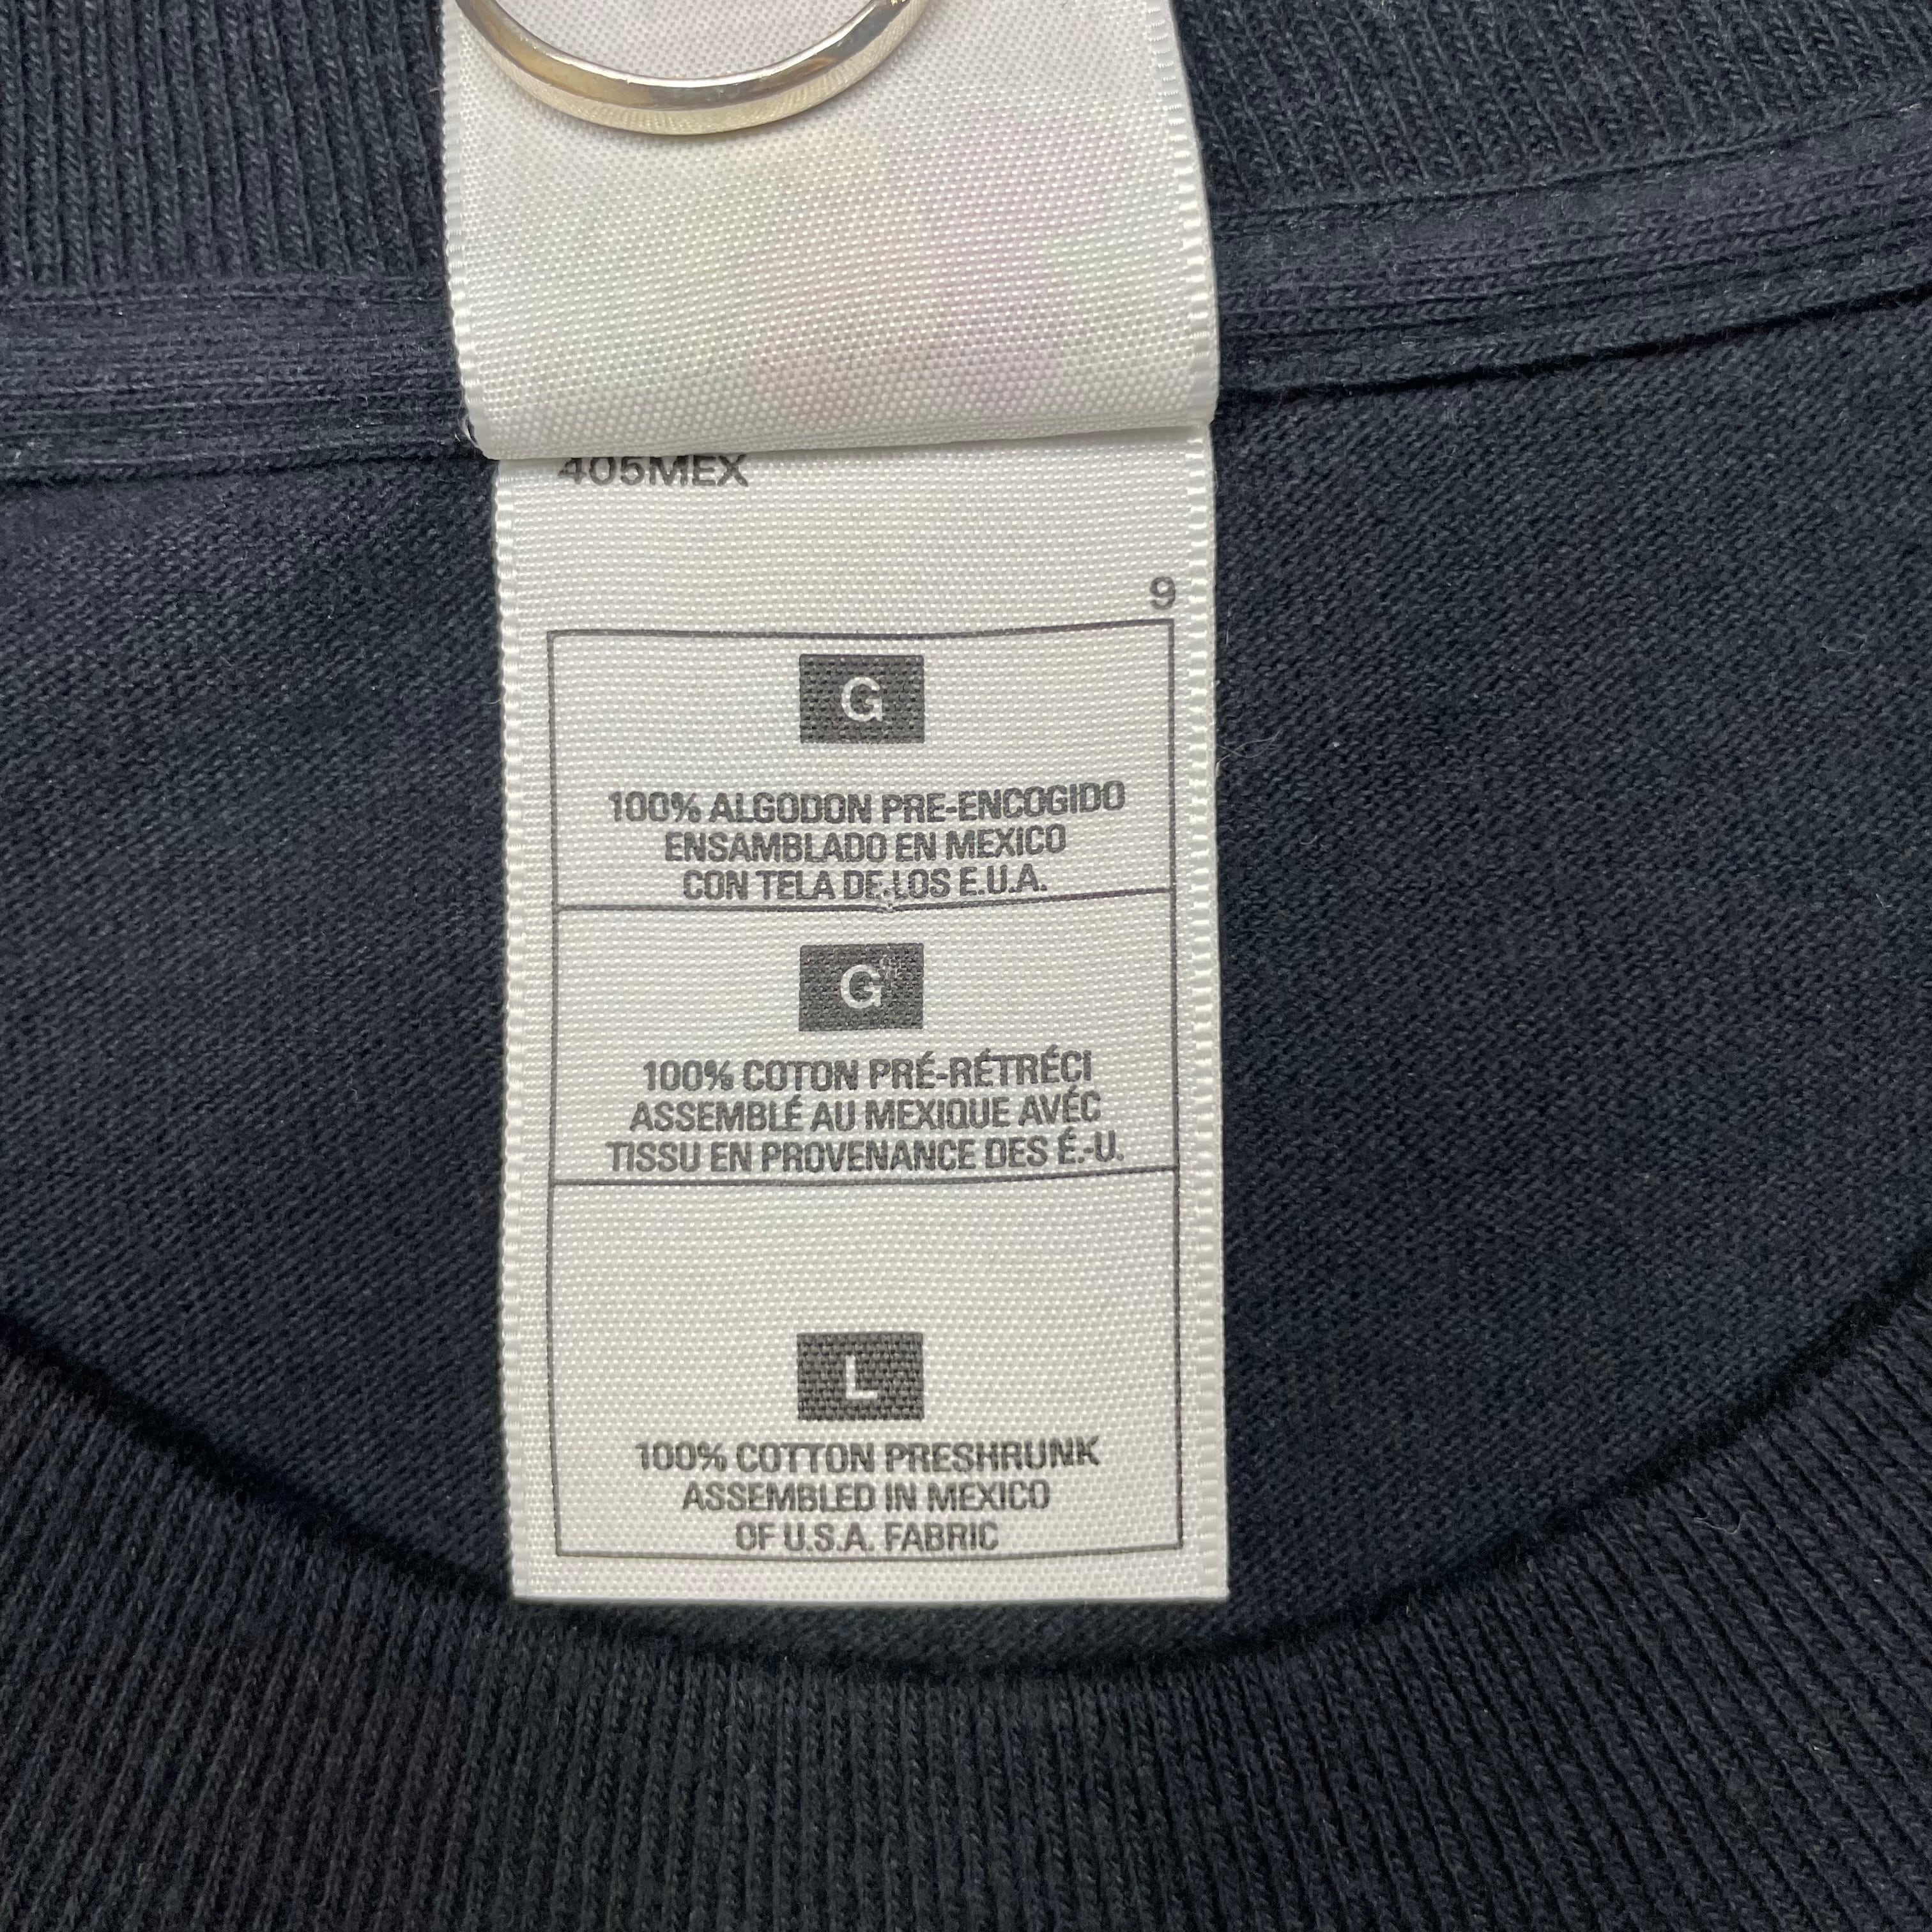 405MEX
9
G
100% ALGODON PRE-ENCOGIDO
ENSAMBLADO EN MEXICO
CON TELA DE LOS E.U.A.
G
100% COTON PRÉ-RÉTRÉCI
ASSEMBLÉ AU MEXIQUE AVÉC
TISSU EN PROVENANCE DES É.-U.
L
100% COTTON PRESHRUNK
ASSEMBLED IN MEXICO
OF U.S.A. FABRIC